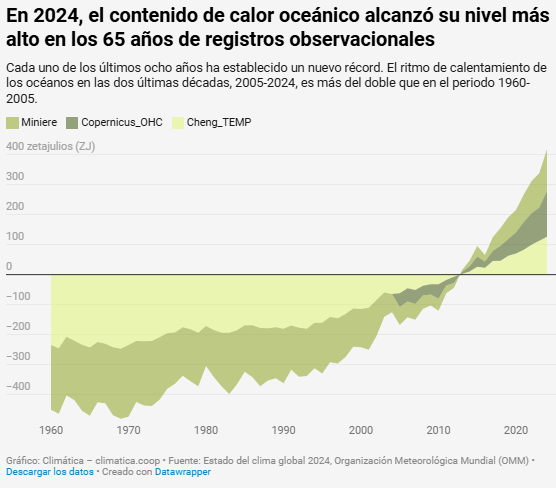 En 2024, el contenido de calor oceánico alcanzó su nivel más
alto en los 65 años de registros observacionales
Cada uno de los últimos ocho años ha establecido un nuevo récord. El ritmo de calentamiento de
los océanos en las dos últimas décadas, 2005-2024, es más del doble que en el periodo 1960-
2005.
Miniere Copernicus_OHC Cheng_TEMP
400 zetajulios (ZJ)
300
200
100
0
−100
−200
−300
−400
1960 1970 1980 1990 2000 2010 2020
Gráfico: Climática – climatica.coop • Fuente: Estado del clima global 2024, Organización Meteorológica Mundial (OMM) •
Descargar los datos • Creado con Datawrapper